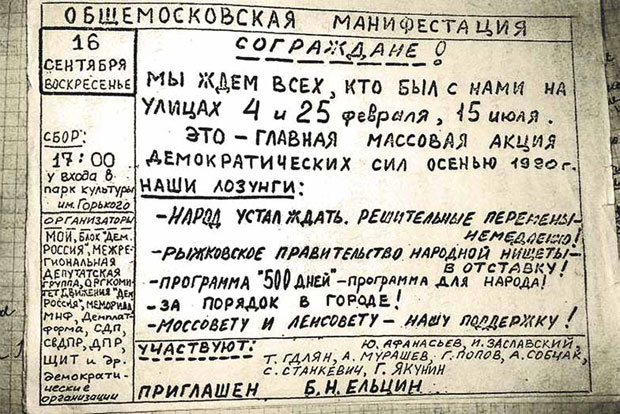 ОБЩЕМОСКОВСКАЯ МАНИФЕСТАЦИЯ
16
СЕНТЯБРЯ
ВОСКРЕСЕНЬЕ
СБОР:
17:00
у входа в
парк культуры
им. Горького
ОРГАНИЗАТОРЫ
МОИ, БЛОК "ДЕМ.
РОССИЯ", МЕЖРЕ-
ГИОНАЛЬНАЯ
ДЕПУТАТСКАЯ
ГРУППА, ОРГКОМИ-
ТЕТ ДВИЖЕНИЯ "ДЕМ
РОССИЯ", МЕМОРИАЛ
МНФ, ДЕМПЛАТ-
ФОРМА, СДП,
СВДПР, ДПР,
ЩИТ и др.
демократи-
ческие
организации
СОГРАЖДАНЕ!
МЫ ЖДЕМ ВСЕХ, КТО БЫЛ С НАМИ НА
УЛИЦАХ 4 и 25 февраля, 15 июля.
ЭТО - ГЛАВНАЯ МАССОВАЯ АКЦИЯ
ДЕМОКРАТИЧЕСКИХ СИЛ ОСЕНЬЮ 1990г.
НАШИ ЛОЗУНГИ:
- НАРОД УСТАЛ ЖДАТЬ. РЕШИТЕЛЬНЫЕ ПЕРЕМЕНЫ -
НЕМЕДЛЕННО!
- РЫЖКОВСКОЕ ПРАВИТЕЛЬСТВО НАРОДНОЙ НИЩЕТЫ -
В ОТСТАВКУ!
- ПРОГРАММА "500 ДНЕЙ" - ПРОГРАММА ДЛЯ НАРОДА!
- ЗА ПОРЯДОК В ГОРОДЕ!
- МОССОВЕТУ И ЛЕНСОВЕТУ - НАШУ ПОДДЕРЖКУ!
УЧАСТВУЮТ: Ю. АФАНАСЬЕВ, И. ЗАСЛАВСКИЙ,
Т. ГДЛЯН, А. МУРАШЕВ, Г. ПОПОВ, А. СОБЧАК,
С. СТАНКЕВИЧ, Г. ЯКУНИН
ПРИГЛАШЕН Б. Н. ЕЛЬЦИН